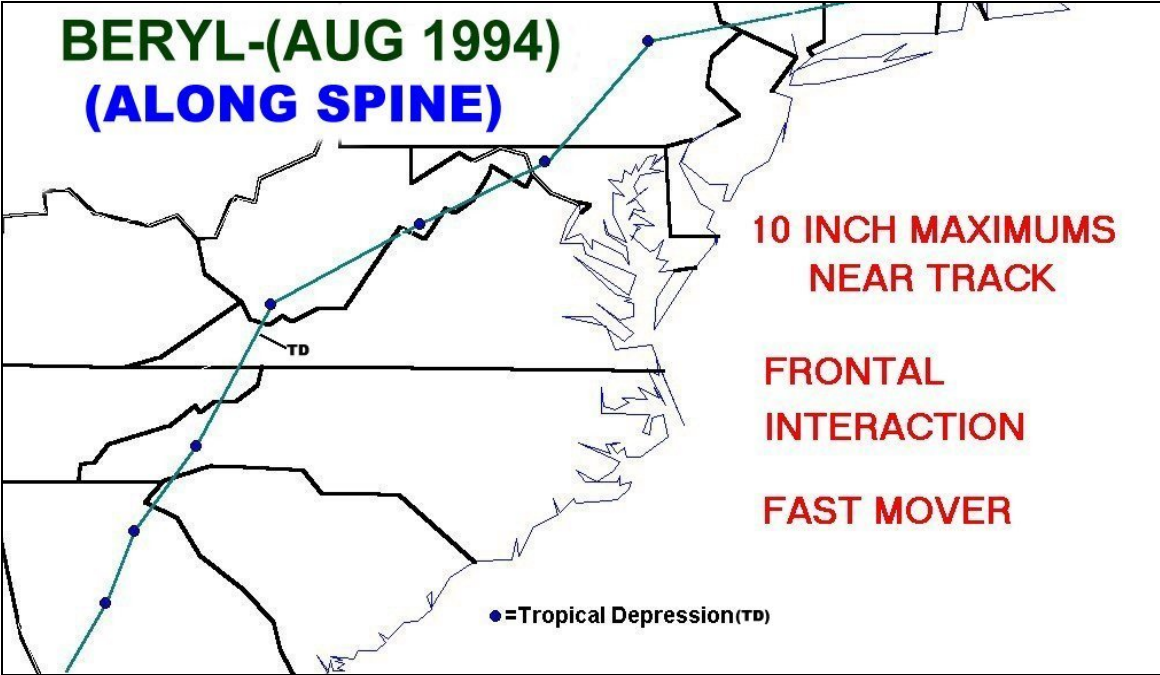 BERYL-(AUG 1994)
(ALONG SPINE)
10 INCH MAXIMUMS
NEAR TRACK
TD
FRONTAL
INTERACTION
FAST MOVER
=Tropical Depression(TD)